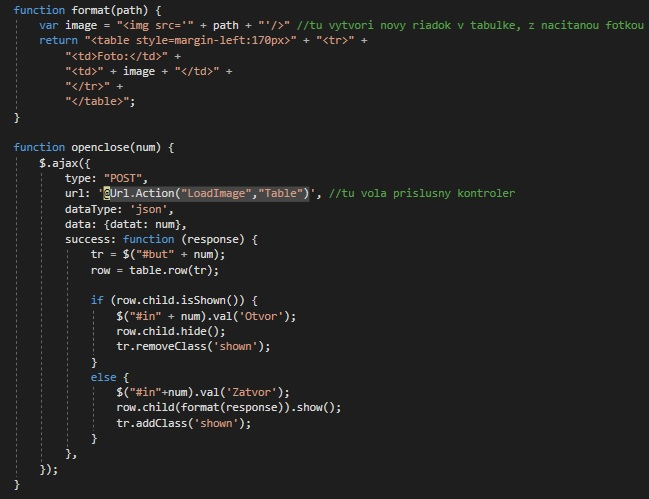 function format(path) {
    var image = "<img src='" + path + "'/>" //tu vytvori novy riadok v tabulke, z nacitanou fotkou
    return "<table style=margin-left:170px>" + "<tr>" +
        "<td>Foto:</td>" +
        "<td>" + image + "</td>" +
        "</tr>" +
        "</table>";
}

function openclose(num) {
    $.ajax({
        type: "POST",
        url: '@Url.Action("LoadImage","Table")', //tu vola prislusny kontroler
        dataType: 'json',
        data: {datat: num},
        success: function (response) {
            tr = $("#but" + num);
            row = table.row(tr);

            if (row.child.isShown()) {
                $("#in" + num).val('Otvor');
                row.child.hide();
                tr.removeClass('shown');
            }
            else {
                $("#in"+num).val('Zatvor');
                row.child(format(response)).show();
                tr.addClass('shown');
            }
        },
    });
}